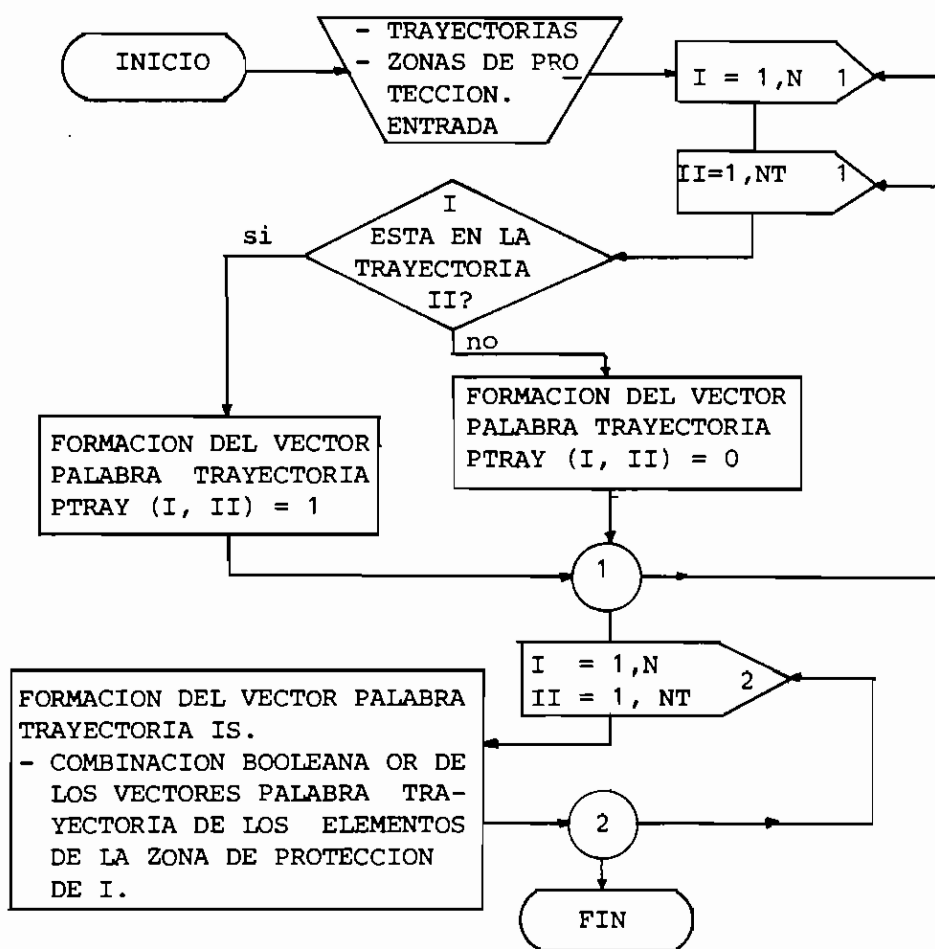 INICIO
- TRAYECTORIAS
- ZONAS DE PRO
TECCION.
ENTRADA
I = 1,N 1
II=1,NT 1
I
ESTA EN LA
TRAYECTORIA
II?
si
no
FORMACION DEL VECTOR
PALABRA TRAYECTORIA
PTRAY (I, II) = 1
FORMACION DEL VECTOR
PALABRA TRAYECTORIA
PTRAY (I, II) = 0
1
I = 1,N
II = 1, NT
2
FORMACION DEL VECTOR PALABRA
TRAYECTORIA IS.
- COMBINACION BOOLEANA OR DE
LOS VECTORES PALABRA TRA-
YECTORIA DE LOS ELEMENTOS
DE LA ZONA DE PROTECCION
DE I.
2
FIN